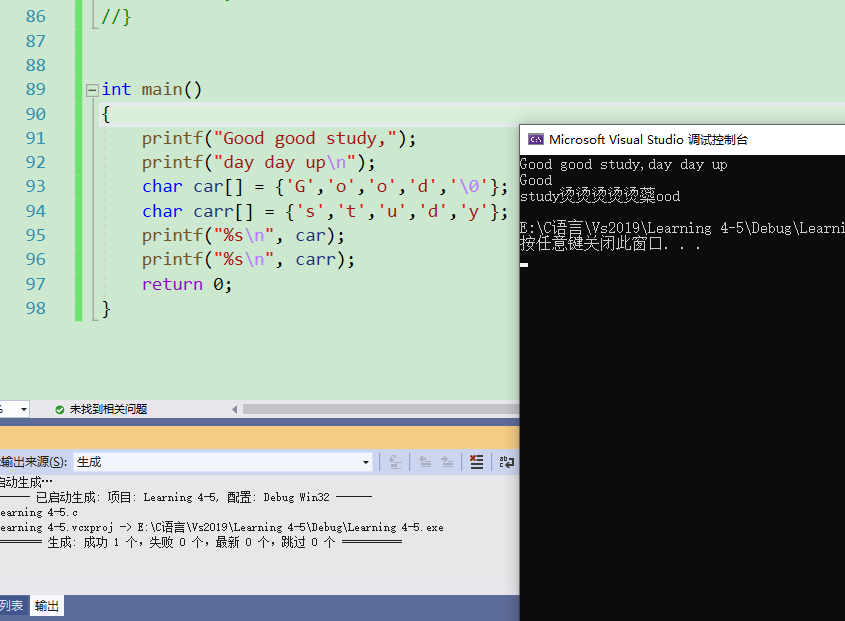 86 //}
87
88
89 int main()
90 {
91 printf("Good good study,");
92 printf("day day up\n");
93 char car[] = {'G','o','o','d','\0'};
94 char carr[] = {'s','t','u','d','y'};
95 printf("%s\n", car);
96 printf("%s\n", carr);
97 return 0;
98 }
Microsoft Visual Studio 调试控制台
Good good study,day day up
Good
study烫烫烫烫烫蘃ood
E:\C语言\Vs2019\Learning 4-5\Debug\Learni
按任意键关闭此窗口. . .
未找到相关问题
输出来源(S): 生成
启动生成…
------ 已启动生成: 项目: Learning 4-5, 配置: Debug Win32 ------
earning 4-5.c
earning 4-5.vcxproj -> E:\C语言\Vs2019\Learning 4-5\Debug\Learning 4-5.exe
========== 生成: 成功 1 个，失败 0 个，最新 0 个，跳过 0 个 ==========
列表 输出